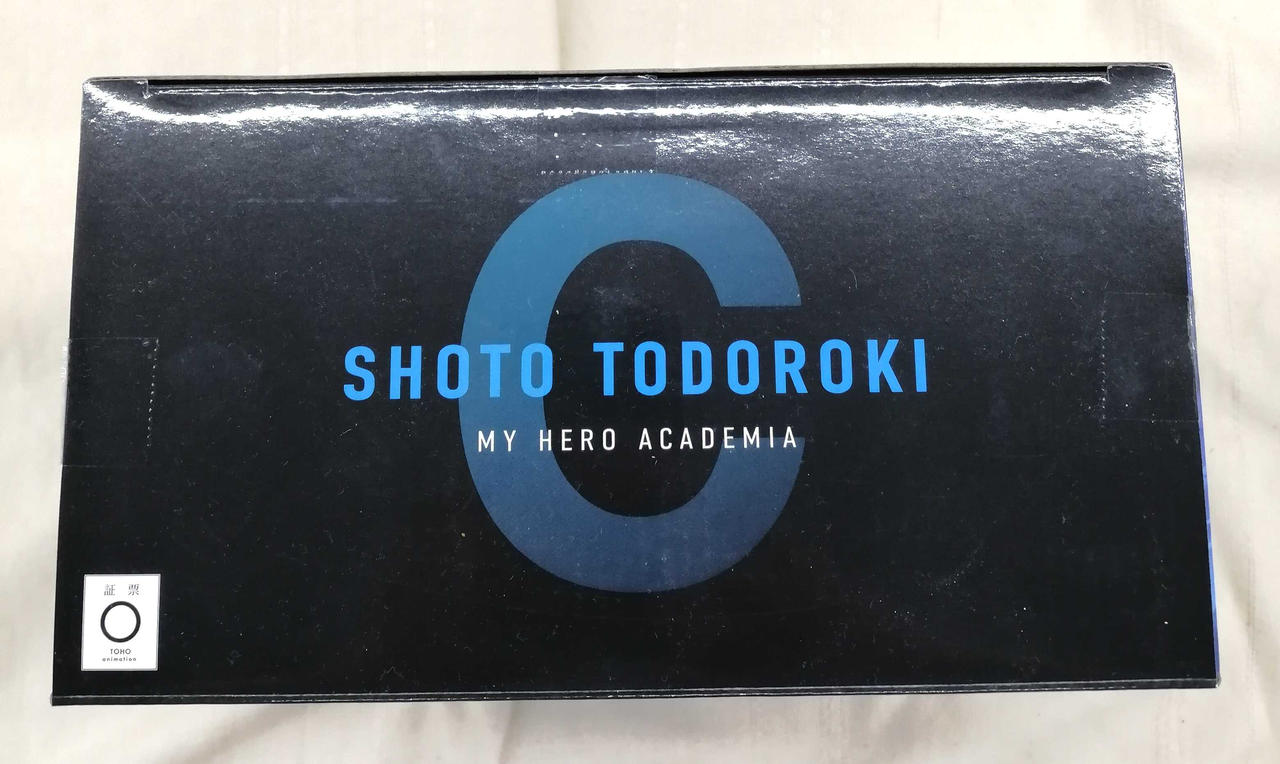 C
SHOTO TODOROKI
MY HERO ACADEMIA
証 票
TOHO
animation